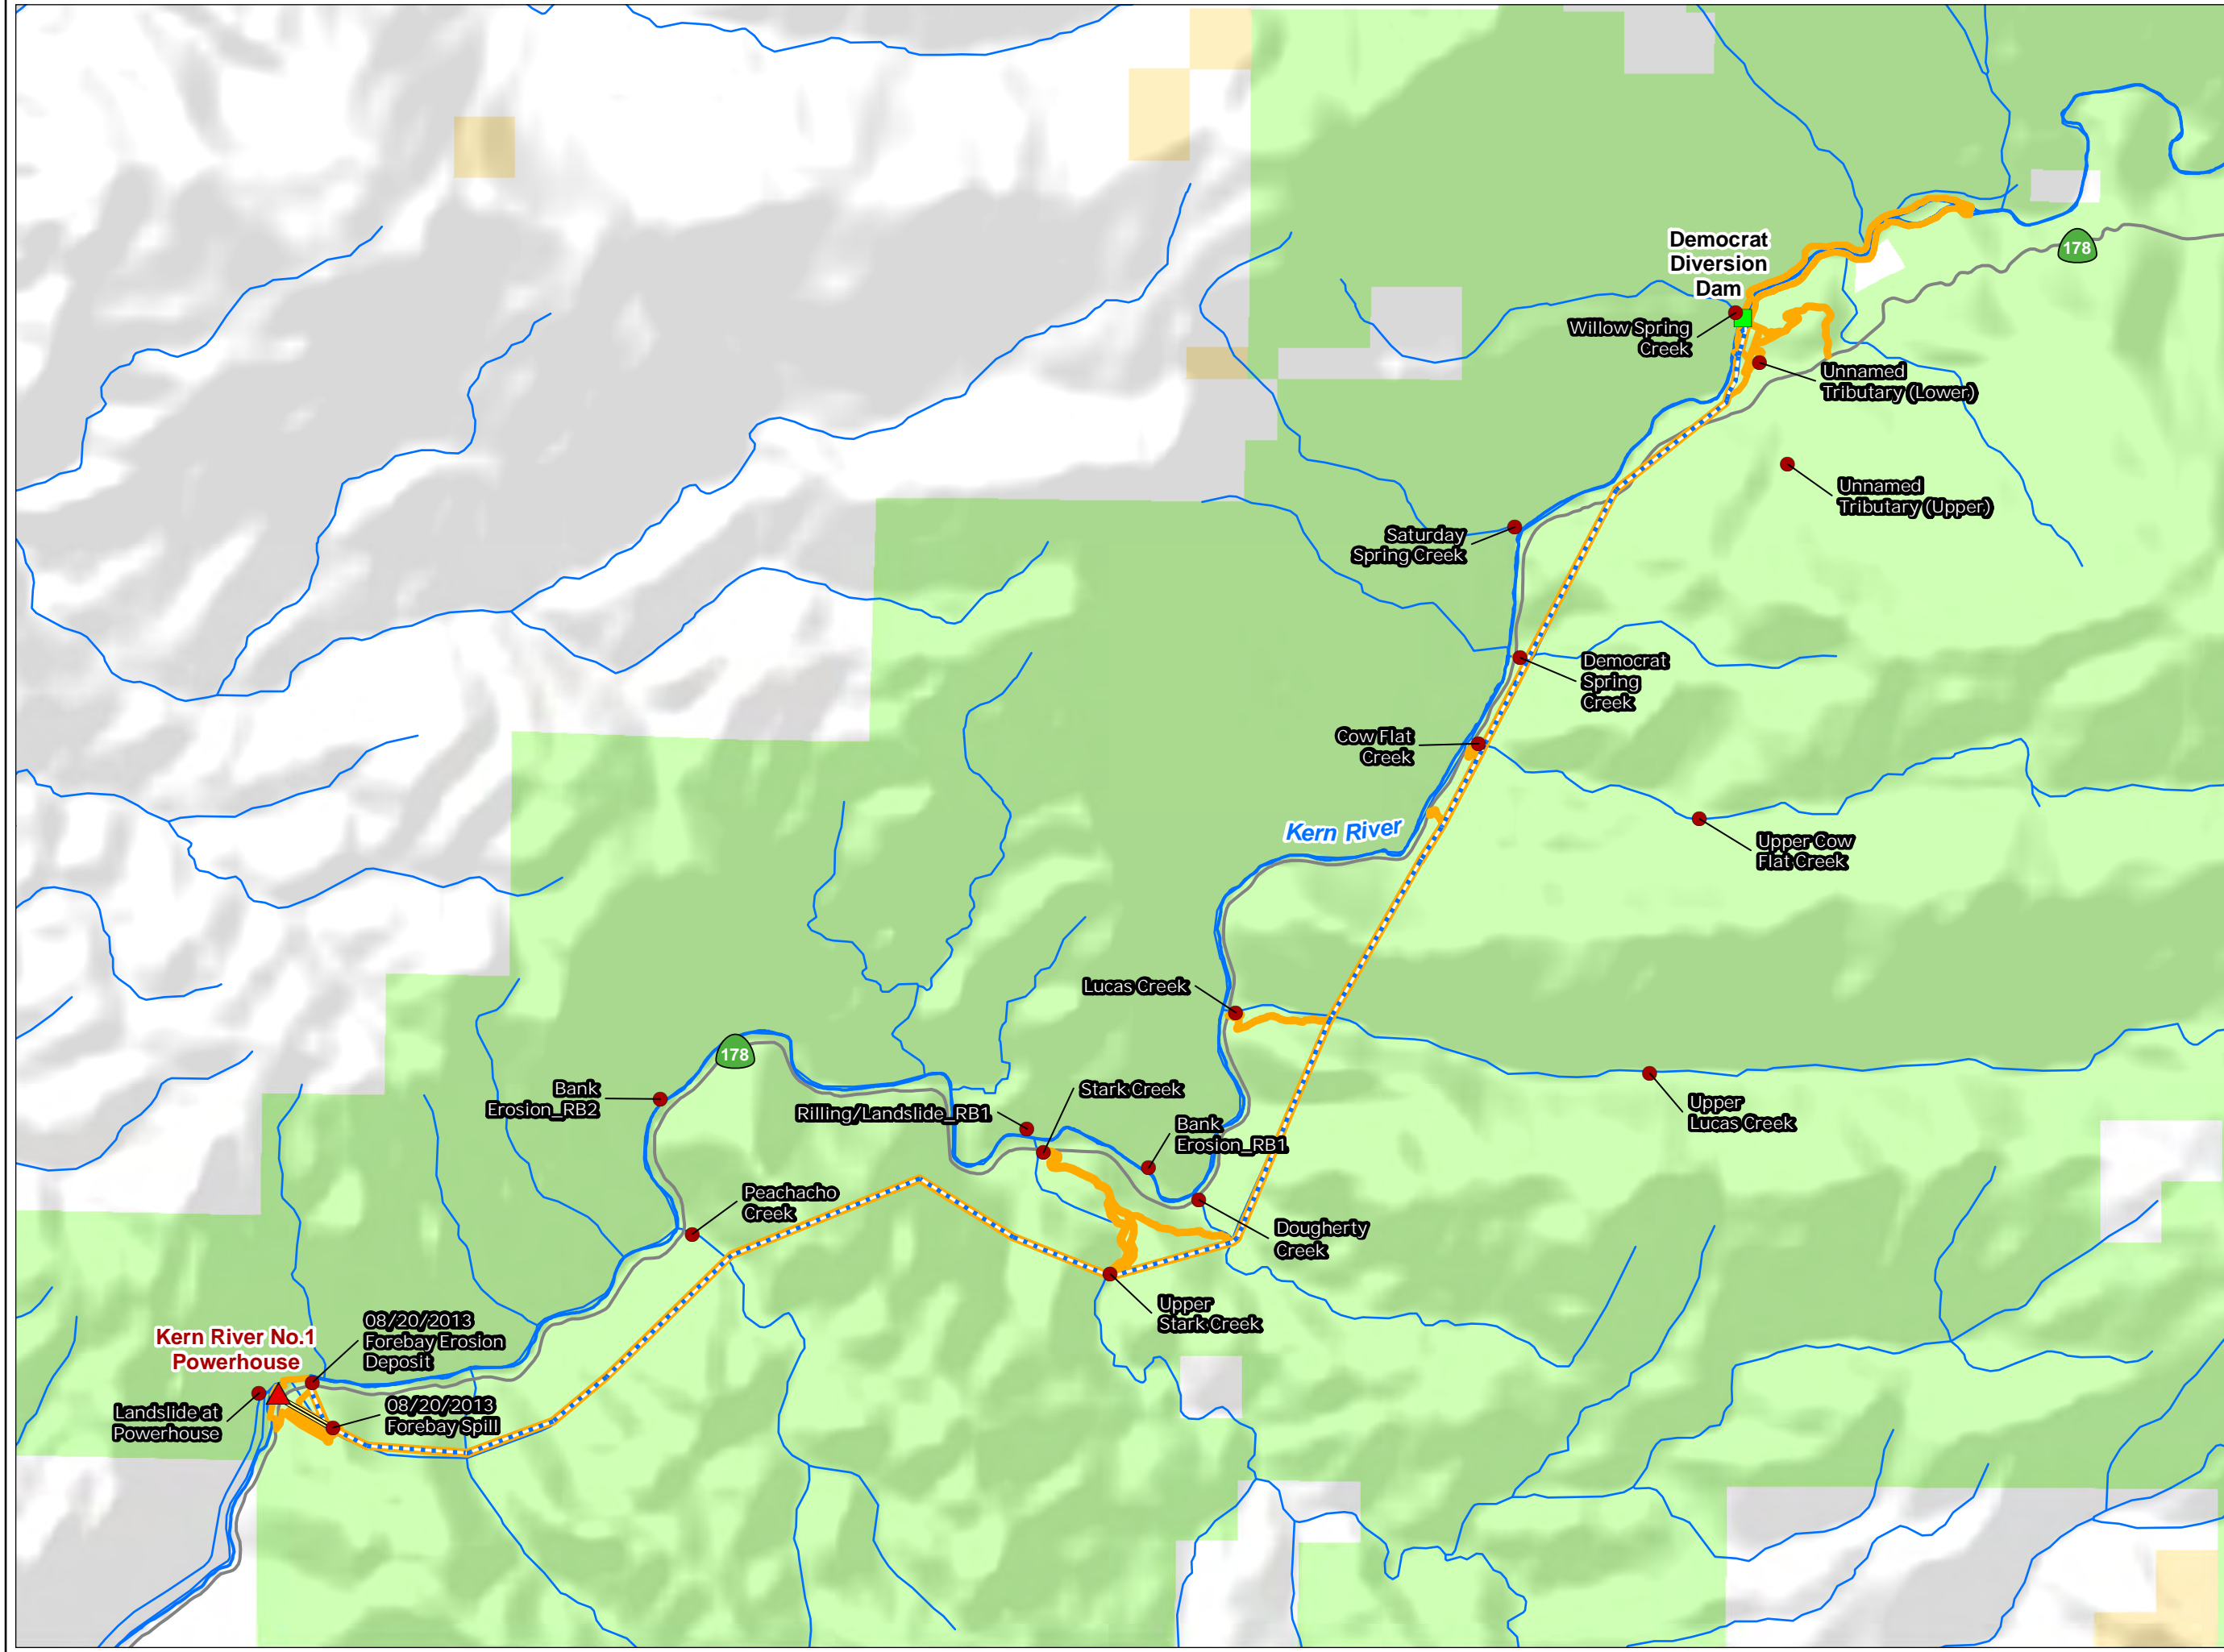 Democrat
Diversion
Dam
178
Willow Spring
Creek
Unnamed
Tributary (Lower)
Unnamed
Tributary (Upper)
Saturday
Spring Creek
Democrat
Spring
Creek
Cow Flat
Creek
Kern River
Upper Cow
Flat Creek
Lucas Creek
178
Bank
Erosion_RB2
Stark Creek
Rilling/Landslide_RB1
Bank
Erosion_RB1
Upper
Lucas Creek
Peachacho
Creek
Dougherty
Creek
Upper
Stark Creek
08/20/2013
Forebay Erosion
Deposit
Kern River No.1
Powerhouse
08/20/2013
Forebay Spill
Landslide at
Powerhouse